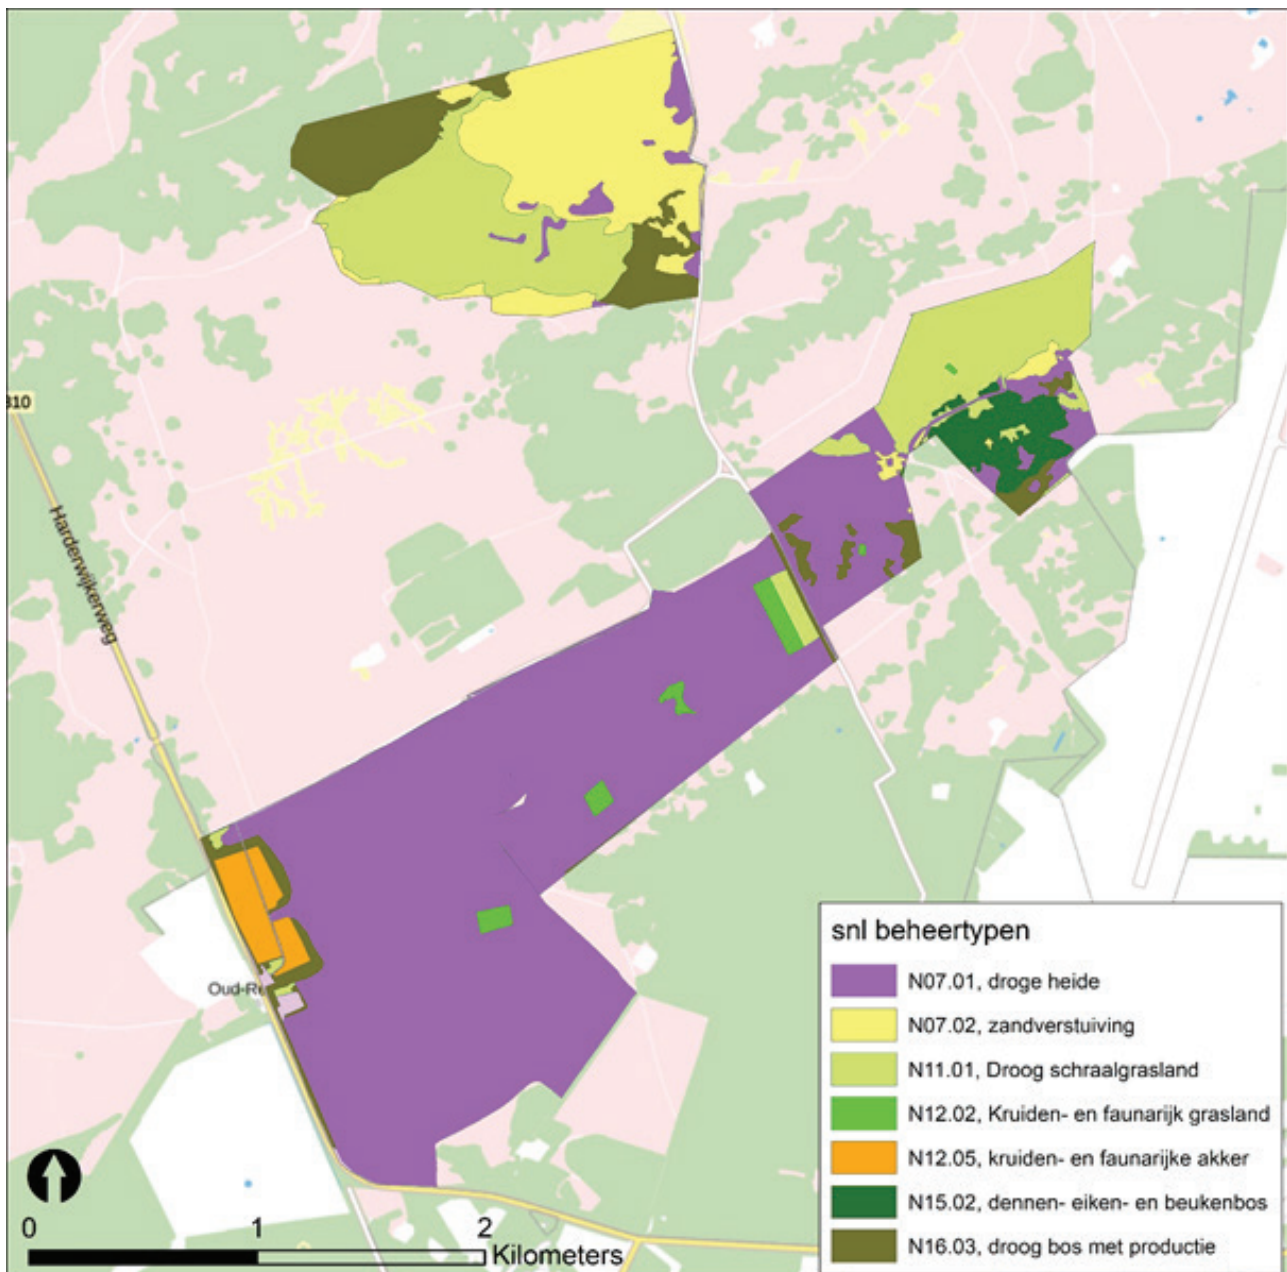 310
Harderwijkerweg
Oud-Re
snl beheertypen
N07.01, droge heide
N07.02, zandverstuiving
N11.01, Droog schraalgrasland
N12.02, Kruiden- en faunarijk grasland
N12.05, kruiden- en faunarijke akker
N15.02, dennen- eiken- en beukenbos
N16.03, droog bos met productie
0 1 2
Kilometers